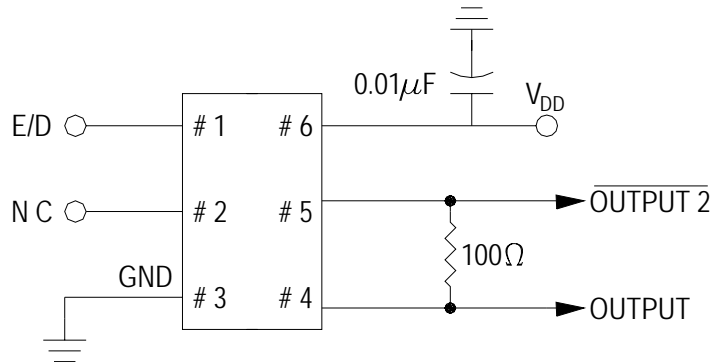 0.01μF
V_DD
E/D
# 1
# 6
N C
# 2
# 5
OUTPUT 2
100Ω
GND
# 3
# 4
OUTPUT